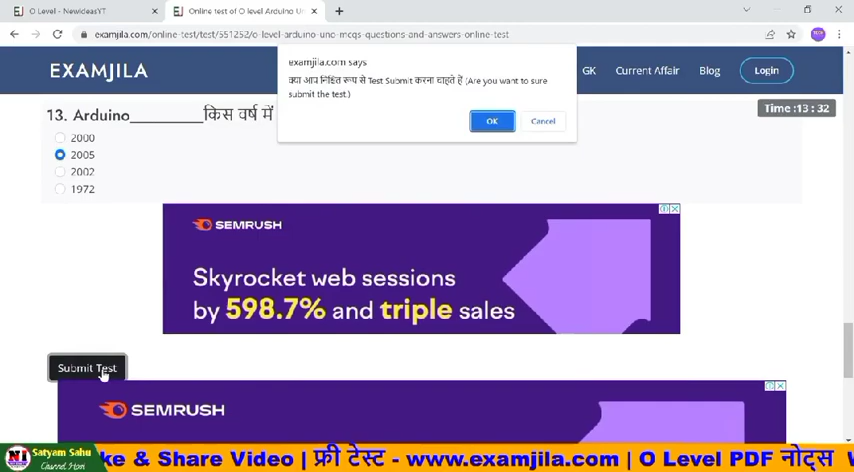 O Level - NewideasYT
Online test of O level Arduino Un
examjila.com/online-test/test/551252/o-level-arduino-uno-mcqs-questions-and-answers-online-test
EXAMJILA
GK
Current Affair
Blog
Login
examjila.com says
क्या आप निश्चित रूप से Test Submit करना चाहते हैं (Are you want to sure
submit the test.)
OK
Cancel
Time :13 : 32
13. Arduino_________किस वर्ष में
2000
2005
2002
1972
SEMRUSH
Skyrocket web sessions
by 598.7% and triple sales
Submit Test
SEMRUSH
Satyam Sahu
ke & Share Video | फ्री टेस्ट - www.examjila.com | O Level PDF नोट्स